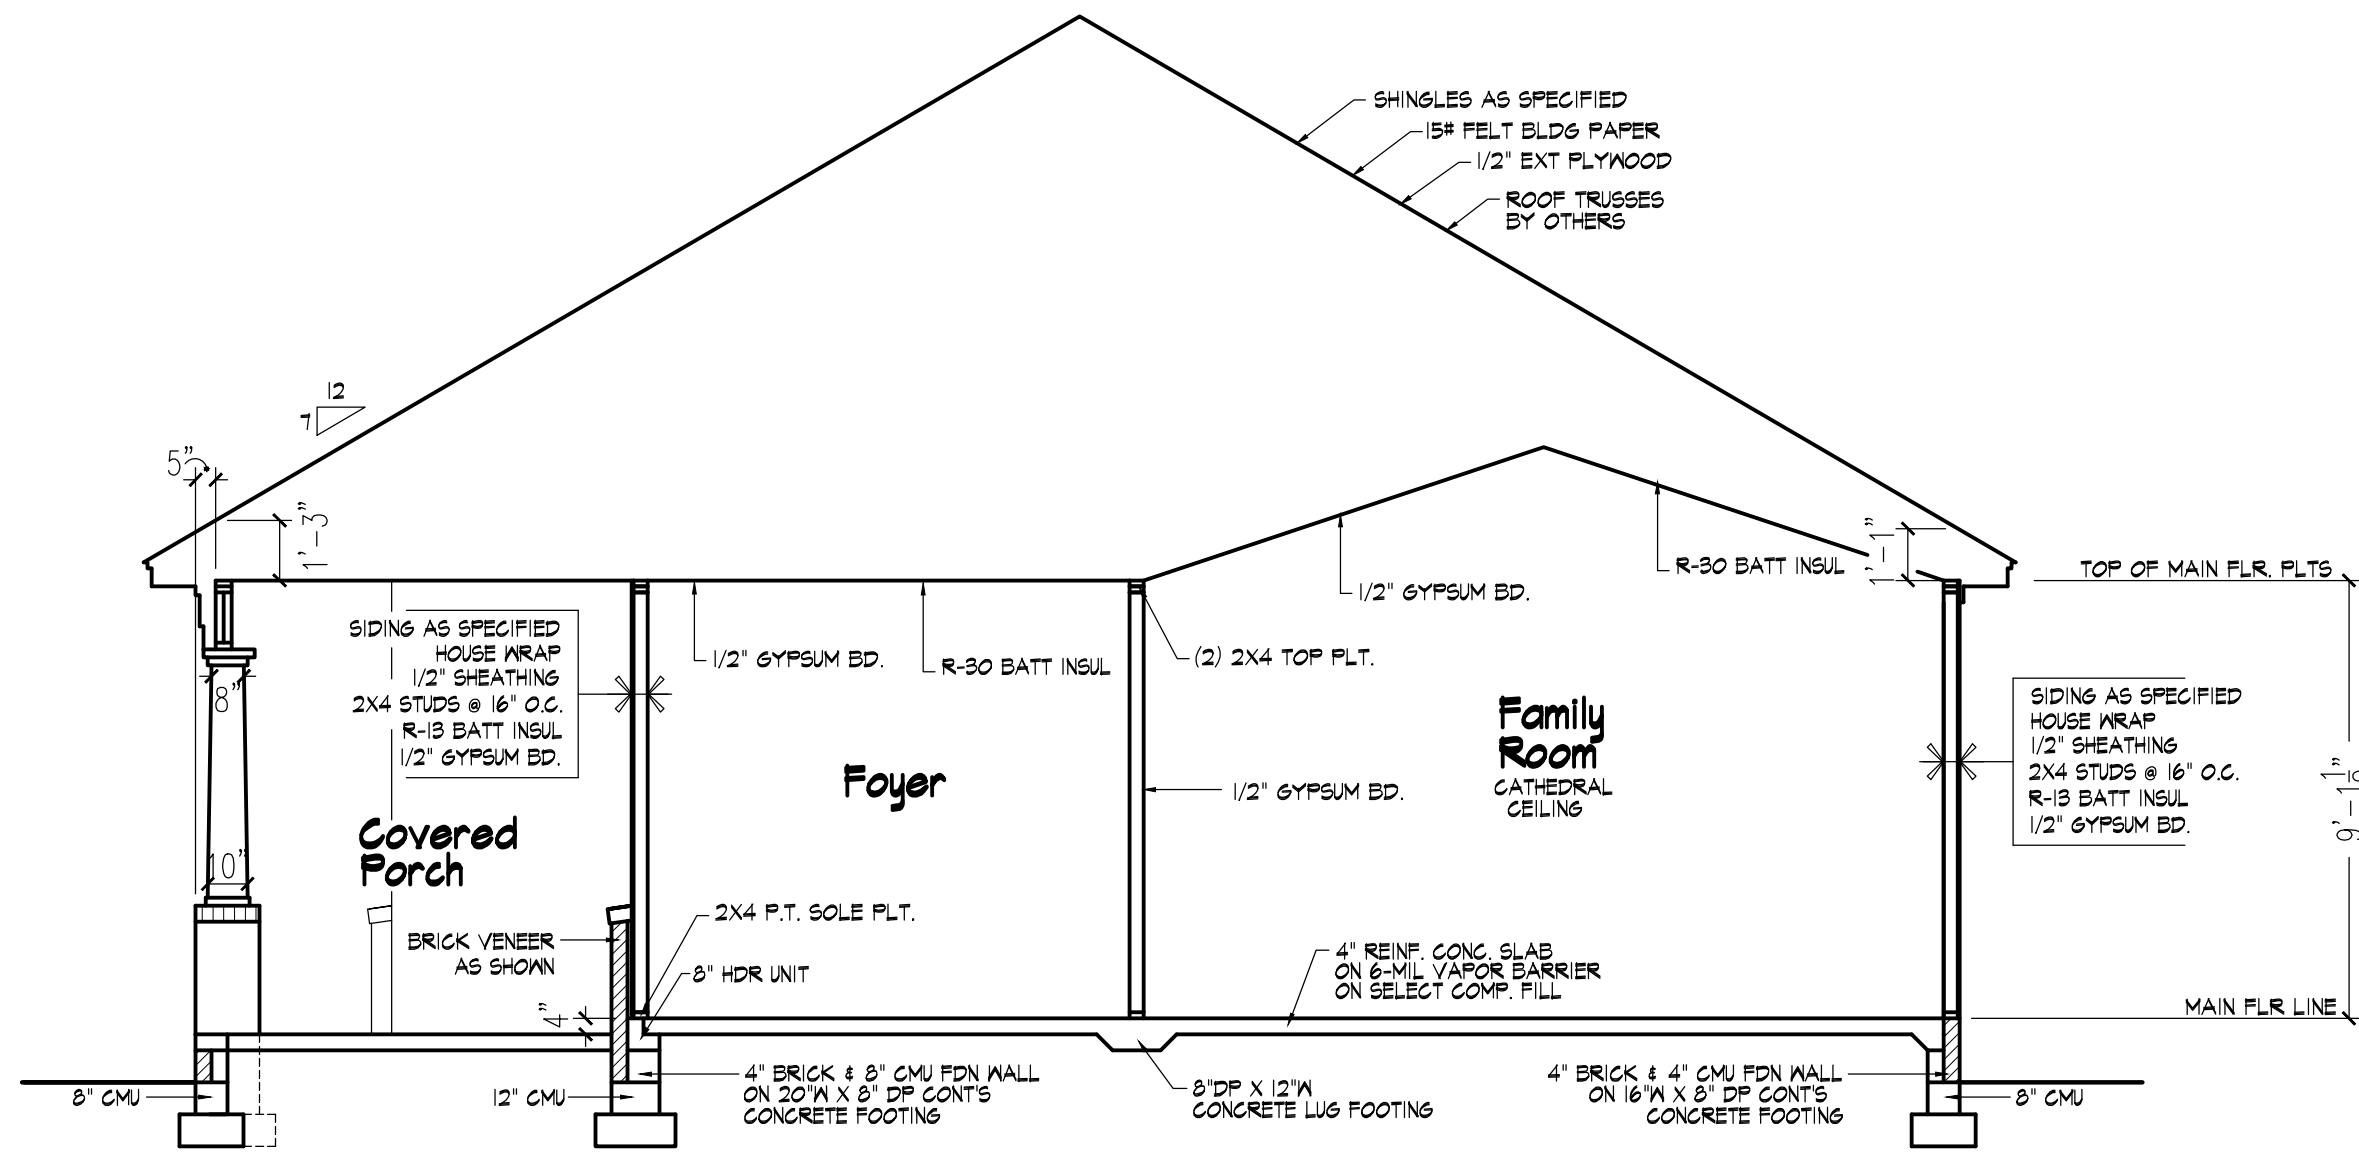 SHINGLES AS SPECIFIED
15# FELT BLDG PAPER
1/2" EXT PLYWOOD
ROOF TRUSSES
BY OTHERS
12
7
5"
1'-3"
1'-1"
R-30 BATT INSUL
1/2" GYPSUM BD.
TOP OF MAIN FLR. PLTS
SIDING AS SPECIFIED
HOUSE WRAP
1/2" SHEATHING
2X4 STUDS @ 16" O.C.
R-13 BATT INSUL
1/2" GYPSUM BD.
1/2" GYPSUM BD.
R-30 BATT INSUL
(2) 2X4 TOP PLT.
8"
Foyer
1/2" GYPSUM BD.
Family
Room
CATHEDRAL
CEILING
SIDING AS SPECIFIED
HOUSE WRAP
1/2" SHEATHING
2X4 STUDS @ 16" O.C.
R-13 BATT INSUL
1/2" GYPSUM BD.
Covered
Porch
10"
2X4 P.T. SOLE PLT.
BRICK VENEER
AS SHOWN
8" HDR UNIT
4"
4" REINF. CONC. SLAB
ON 6-MIL VAPOR BARRIER
ON SELECT COMP. FILL
MAIN FLR LINE
8" CMU
12" CMU
4" BRICK & 8" CMU FDN WALL
ON 20"W X 8" DP CONT'S
CONCRETE FOOTING
8"DP X 12"W
CONCRETE LUG FOOTING
4" BRICK & 4" CMU FDN WALL
ON 16"W X 8" DP CONT'S
CONCRETE FOOTING
8" CMU